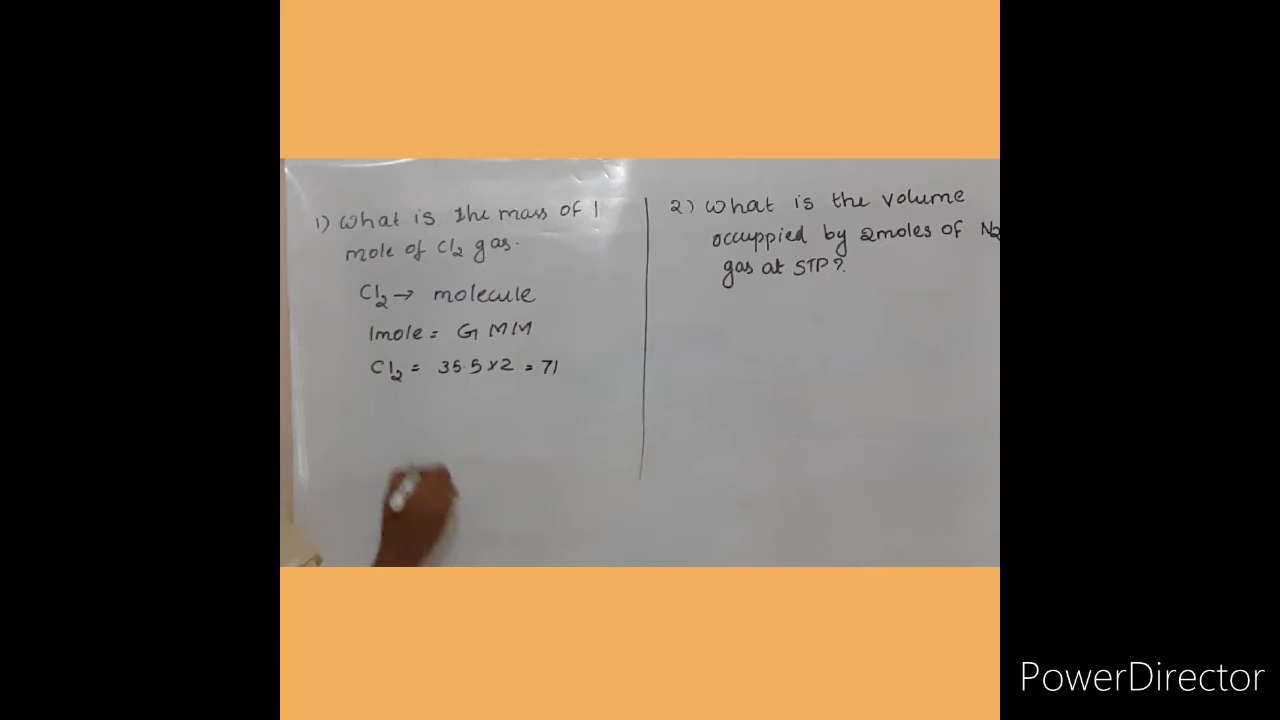 1) What is the mass of 1
mole of Cl2 gas.
Cl2 → molecule
1mole = GMM
Cl2 = 35.5×2 = 71
2) What is the volume
occuppied by 2moles of N2
gas at STP?
PowerDirector